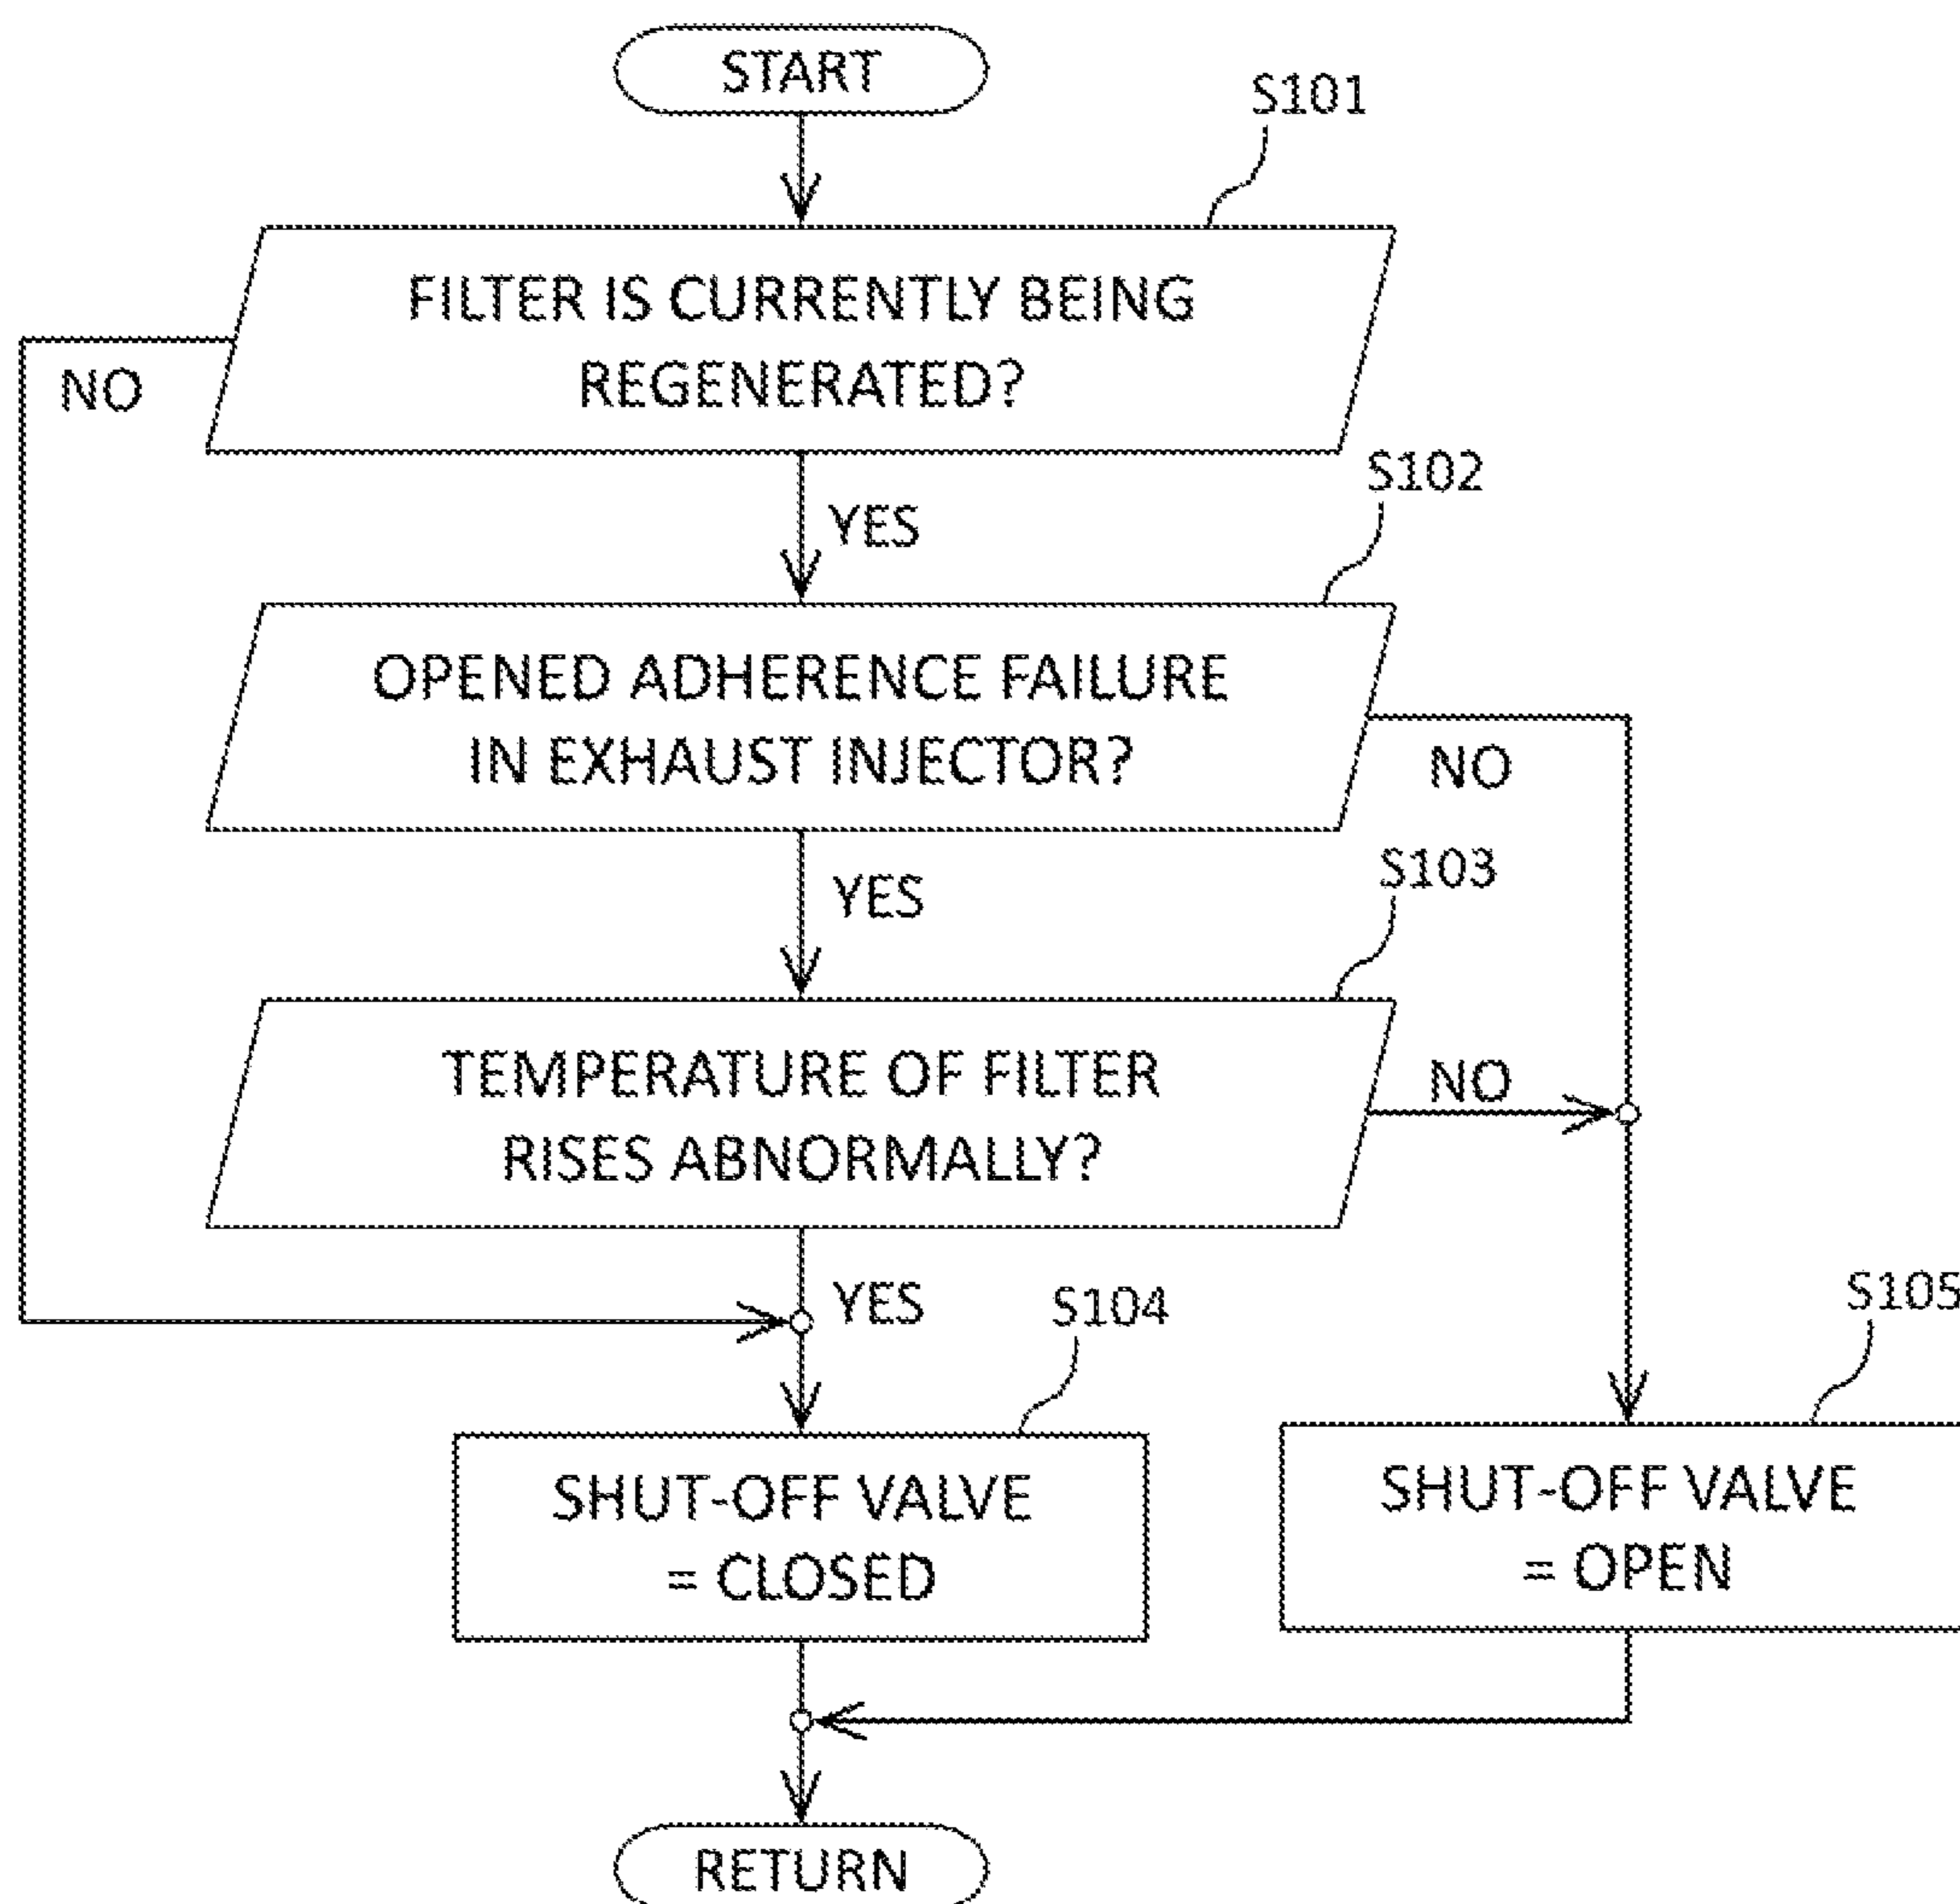 START
S101
FILTER IS CURRENTLY BEING
REGENERATED?
NO
YES
S102
OPENED ADHERENCE FAILURE
IN EXHAUST INJECTOR?
NO
YES
S103
TEMPERATURE OF FILTER
RISES ABNORMALLY?
NO
YES
S104
S105
SHUT-OFF VALVE
= CLOSED
SHUT-OFF VALVE
= OPEN
RETURN